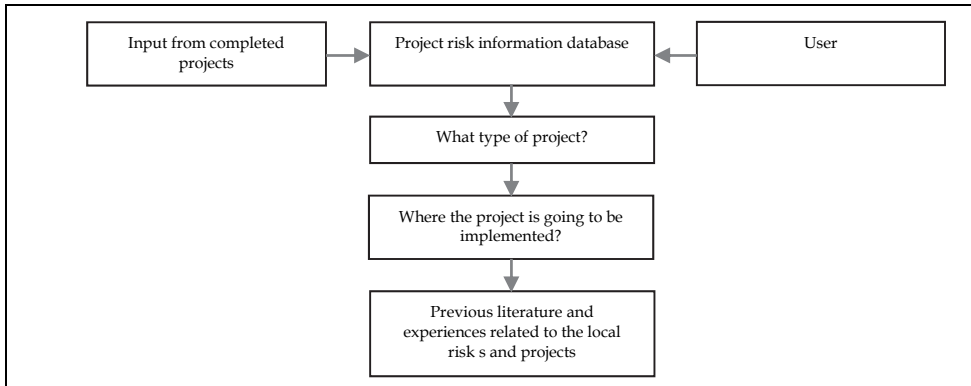 Input from completed
projects
Project risk information database
User
What type of project?
Where the project is going to be
implemented?
Previous literature and
experiences related to the local
risk s and projects